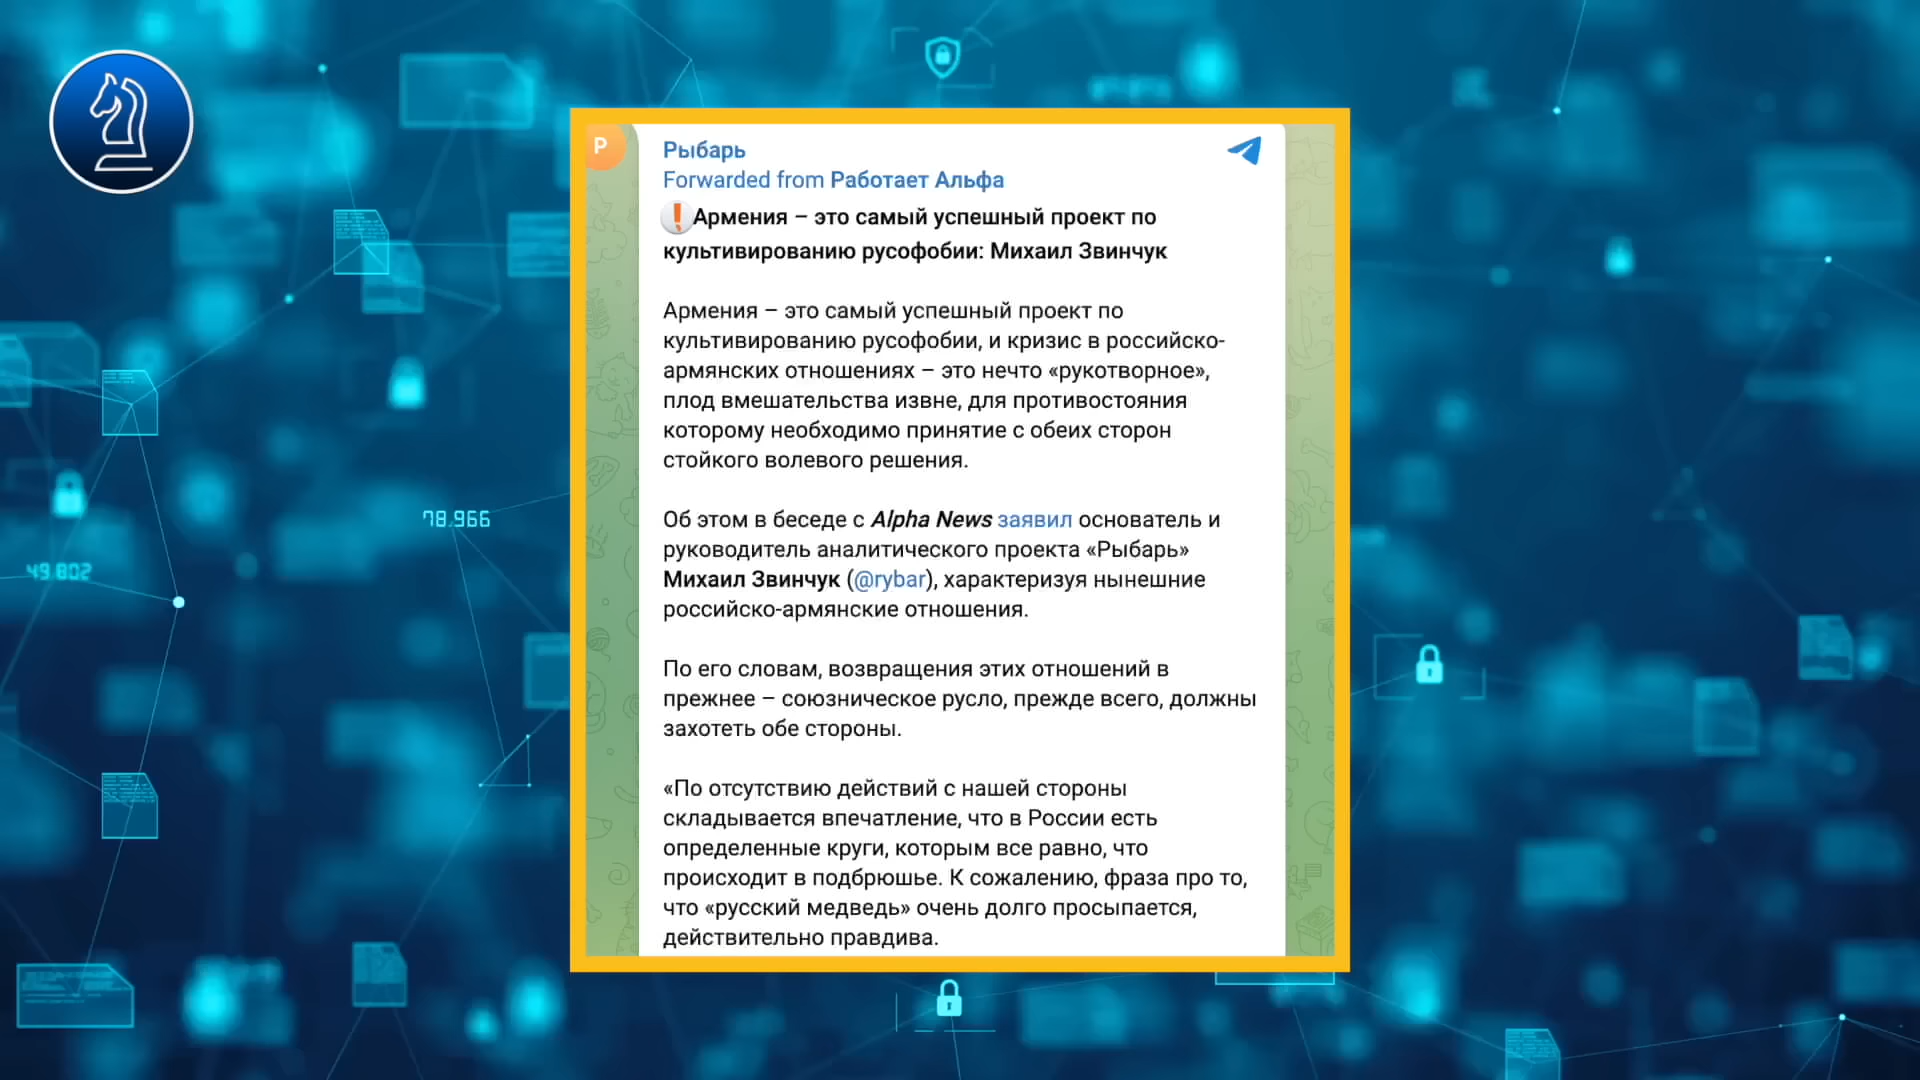 P
Рыбарь
Forwarded from Работает Альфа
❗Армения – это самый успешный проект по
культивированию русофобии: Михаил Звинчук
Армения – это самый успешный проект по
культивированию русофобии, и кризис в российско-
армянских отношениях – это нечто «рукотворное»,
плод вмешательства извне, для противостояния
которому необходимо принятие с обеих сторон
стойкого волевого решения.
Об этом в беседе с Alpha News заявил основатель и
руководитель аналитического проекта «Рыбарь»
Михаил Звинчук (@rybar), характеризуя нынешние
российско-армянские отношения.
По его словам, возвращения этих отношений в
прежнее – союзническое русло, прежде всего, должны
захотеть обе стороны.
«По отсутствию действий с нашей стороны
складывается впечатление, что в России есть
определенные круги, которым все равно, что
происходит в подбрюшье. К сожалению, фраза про то,
что «русский медведь» очень долго просыпается,
действительно правдива.
78.966
49.802